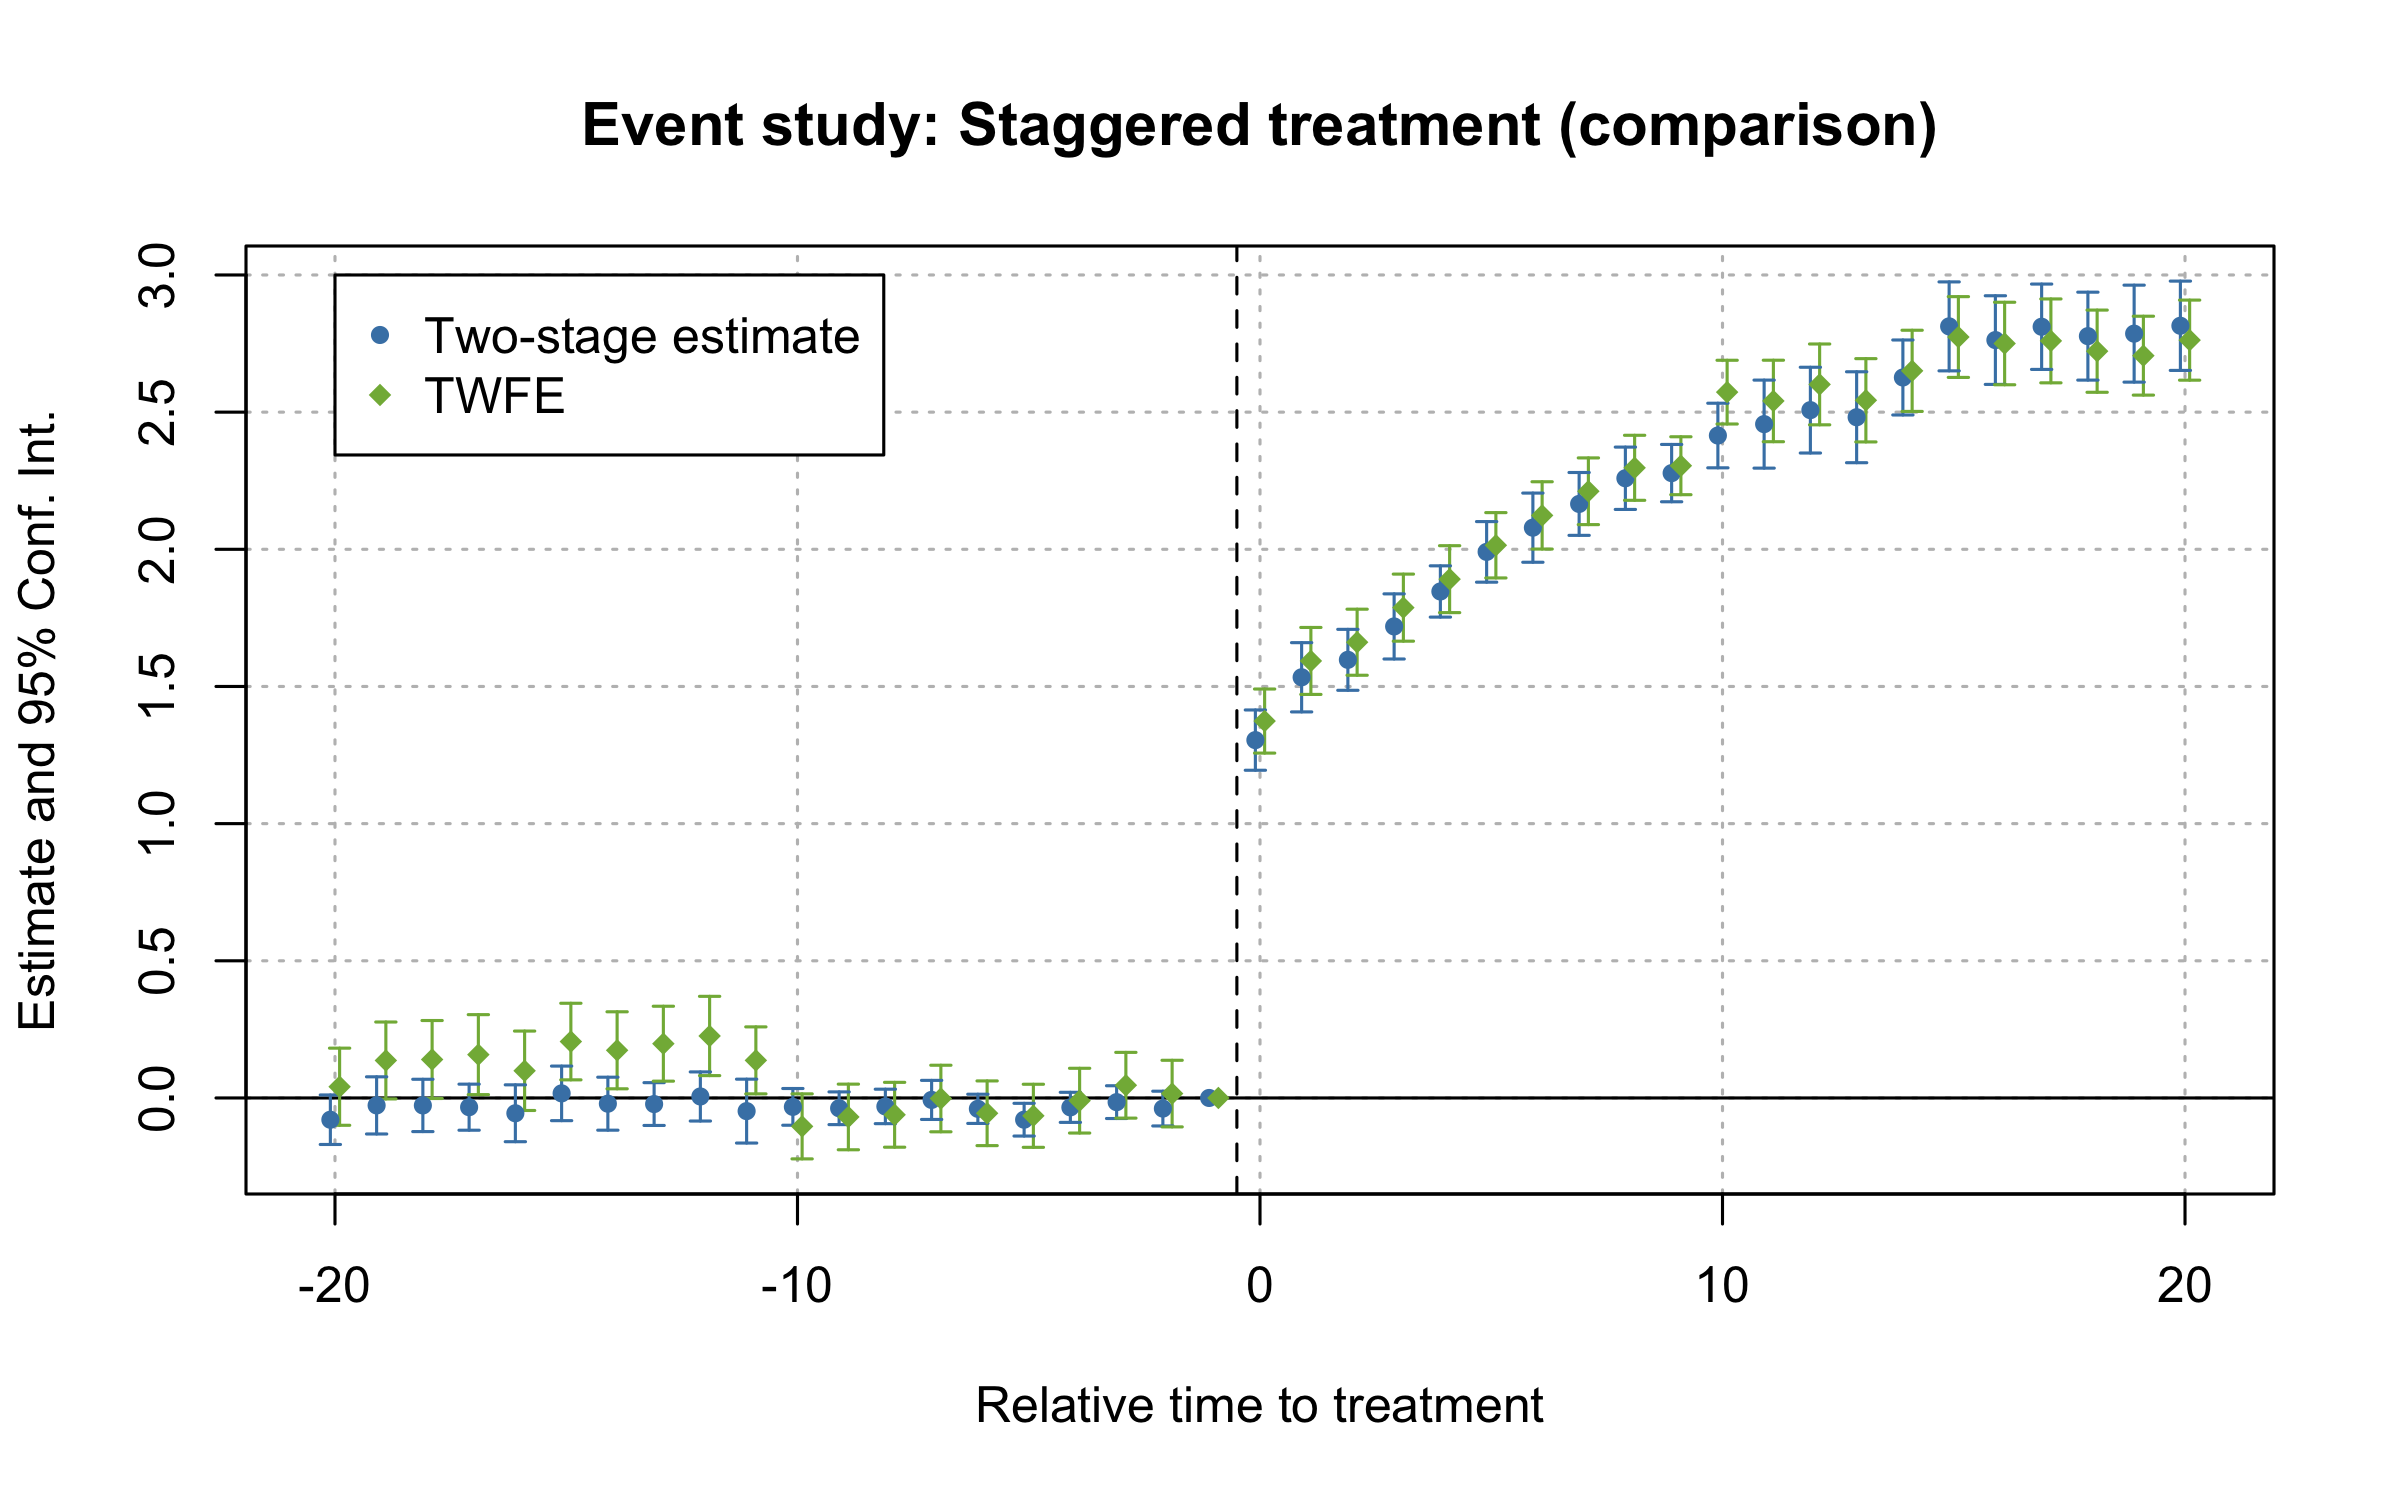 Event study: Staggered treatment (comparison)
Estimate and 95% Conf. Int.
3.0
2.5
2.0
1.5
1.0
0.5
0.0
Two-stage estimate
TWFE
-20
-10
0
10
20
Relative time to treatment